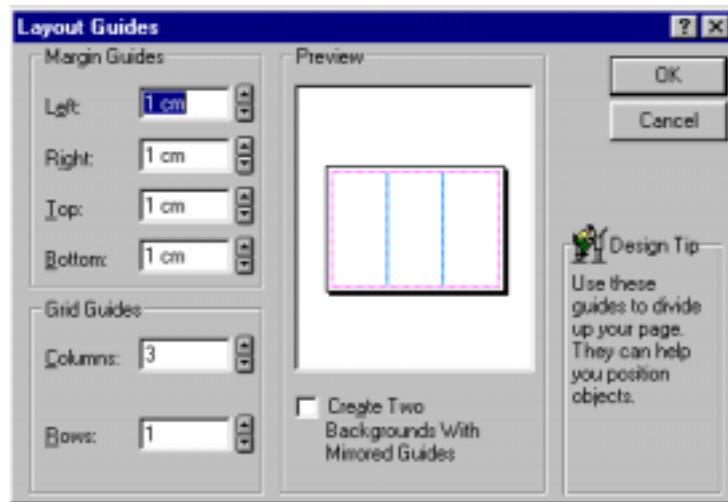 Layout Guides
Margin Guides
Left:
1 cm
Right:
1 cm
Top:
1 cm
Bottom:
1 cm
Grid Guides
Columns:
3
Rows:
1
Preview
Create Two
Backgrounds With
Mirrored Guides
OK
Cancel
Design Tip
Use these
guides to divide
up your page.
They can help
you position
objects.